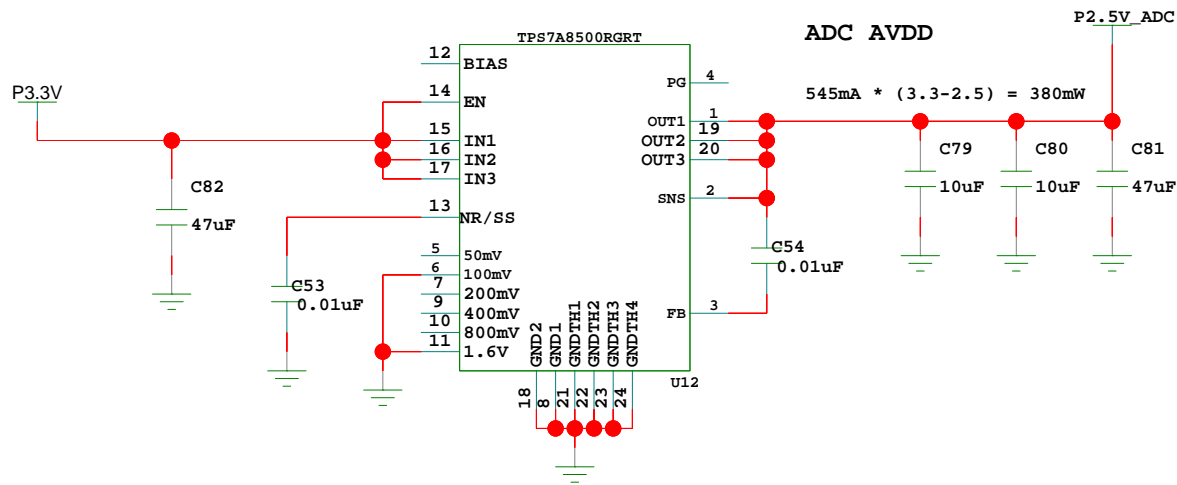 P2.5V_ADC
ADC AVDD
TPS7A8500RGRT
12 BIAS
PG 4
P3.3V
14 EN
545mA * (3.3-2.5) = 380mW
OUT1 1
15 IN1
OUT2 19
16 IN2
OUT3 20
17 IN3
C79 10uF
C80 10uF
C81 47uF
C82 47uF
SNS 2
13 NR/SS
C54 0.01uF
5 50mV
6 100mV
C53 0.01uF
7 200mV
9 400mV
FB 3
10 800mV
11 1.6V
GND2 GND1 GNDTH1 GNDTH2 GNDTH3 GNDTH4
U12
18 8 21 22 23 24